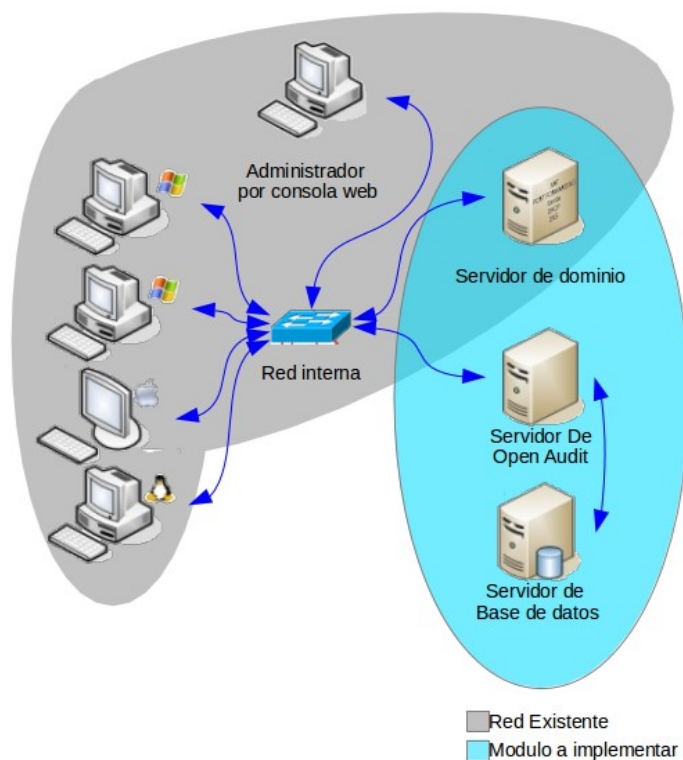 Administrador
por consola web
Servidor de dominio
Red interna
Servidor De
Open Audit
Servidor de
Base de datos
Red Existente
Modulo a implementar